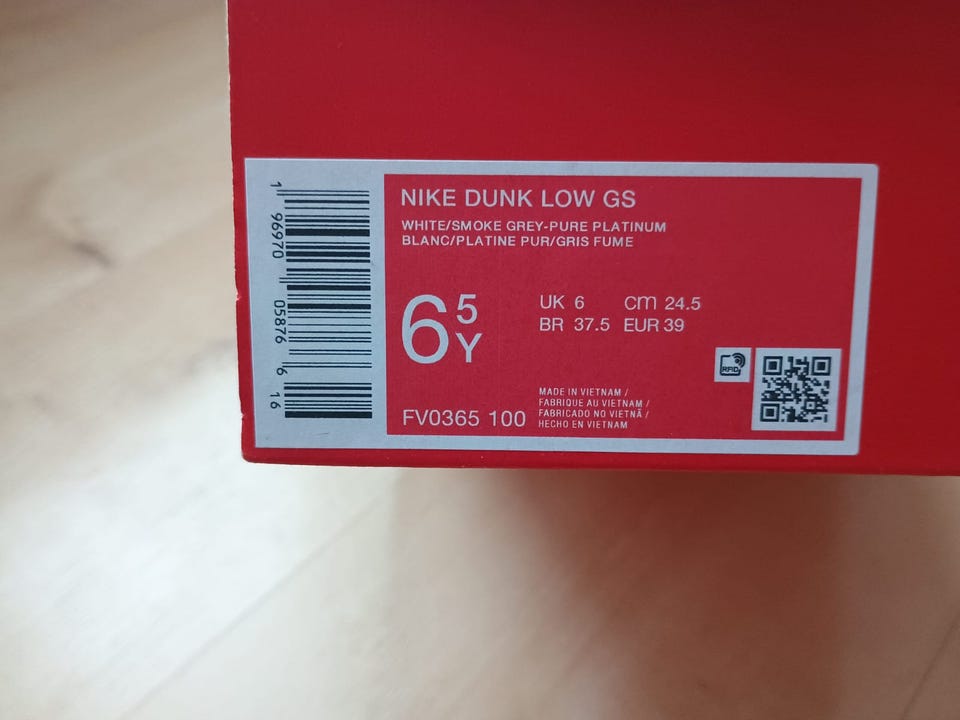 1 96970 05876 6
16
NIKE DUNK LOW GS
WHITE/SMOKE GREY-PURE PLATINUM
BLANC/PLATINE PUR/GRIS FUME
6 5Y
UK 6 cm 24.5
BR 37.5 EUR 39
RFID
MADE IN VIETNAM /
FABRIQUE AU VIETNAM /
FABRICADO NO VIETNÃ /
HECHO EN VIETNAM
FV0365 100